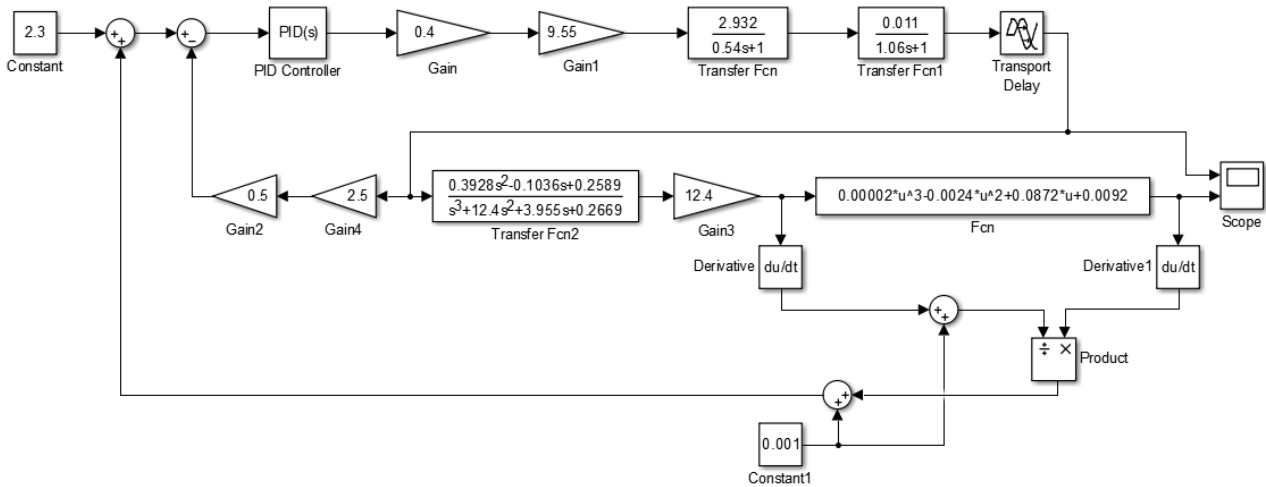 2.3
Constant
PID(s)
PID Controller
0.4
Gain
9.55
Gain1
2.932
0.54s+1
Transfer Fcn
0.011
1.06s+1
Transfer Fcn1
Transport
Delay
0.5
Gain2
2.5
Gain4
0.3928s²-0.1036s+0.2589
s³+12.4s²+3.955s+0.2669
Transfer Fcn2
12.4
Gain3
0.00002*u^3-0.0024*u^2+0.0872*u+0.0092
Fcn
Scope
Derivative
du/dt
Derivative1
du/dt
÷ ×
Product
0.001
Constant1